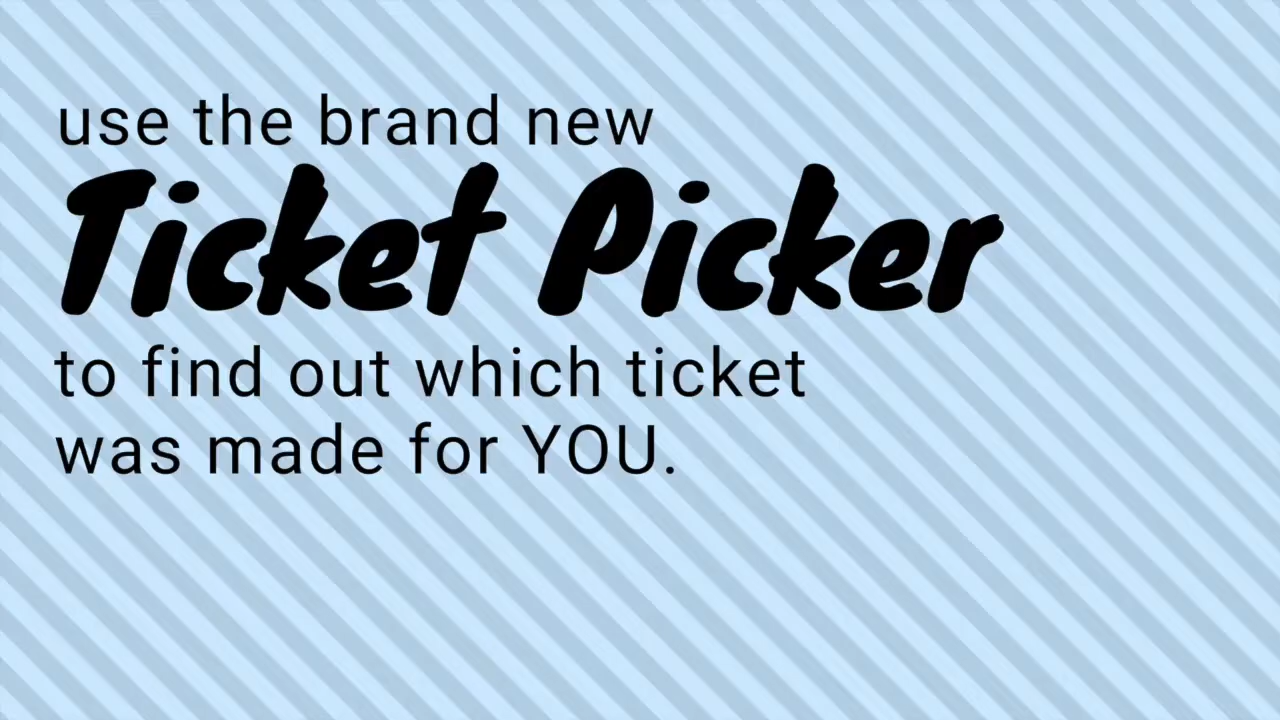 use the brand new
Ticket Picker
to find out which ticket
was made for YOU.